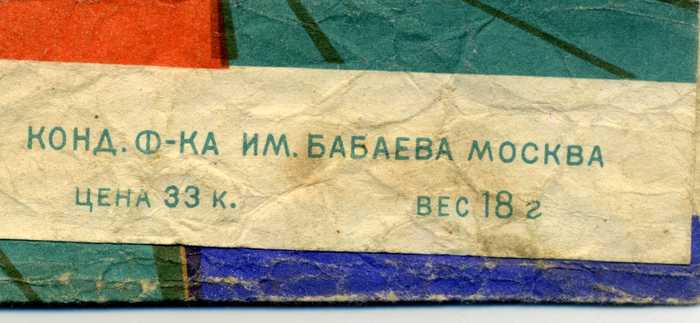 КОНД. Ф-КА ИМ. БАБАЕВА МОСКВА
ЦЕНА 33 к. ВЕС 18 г